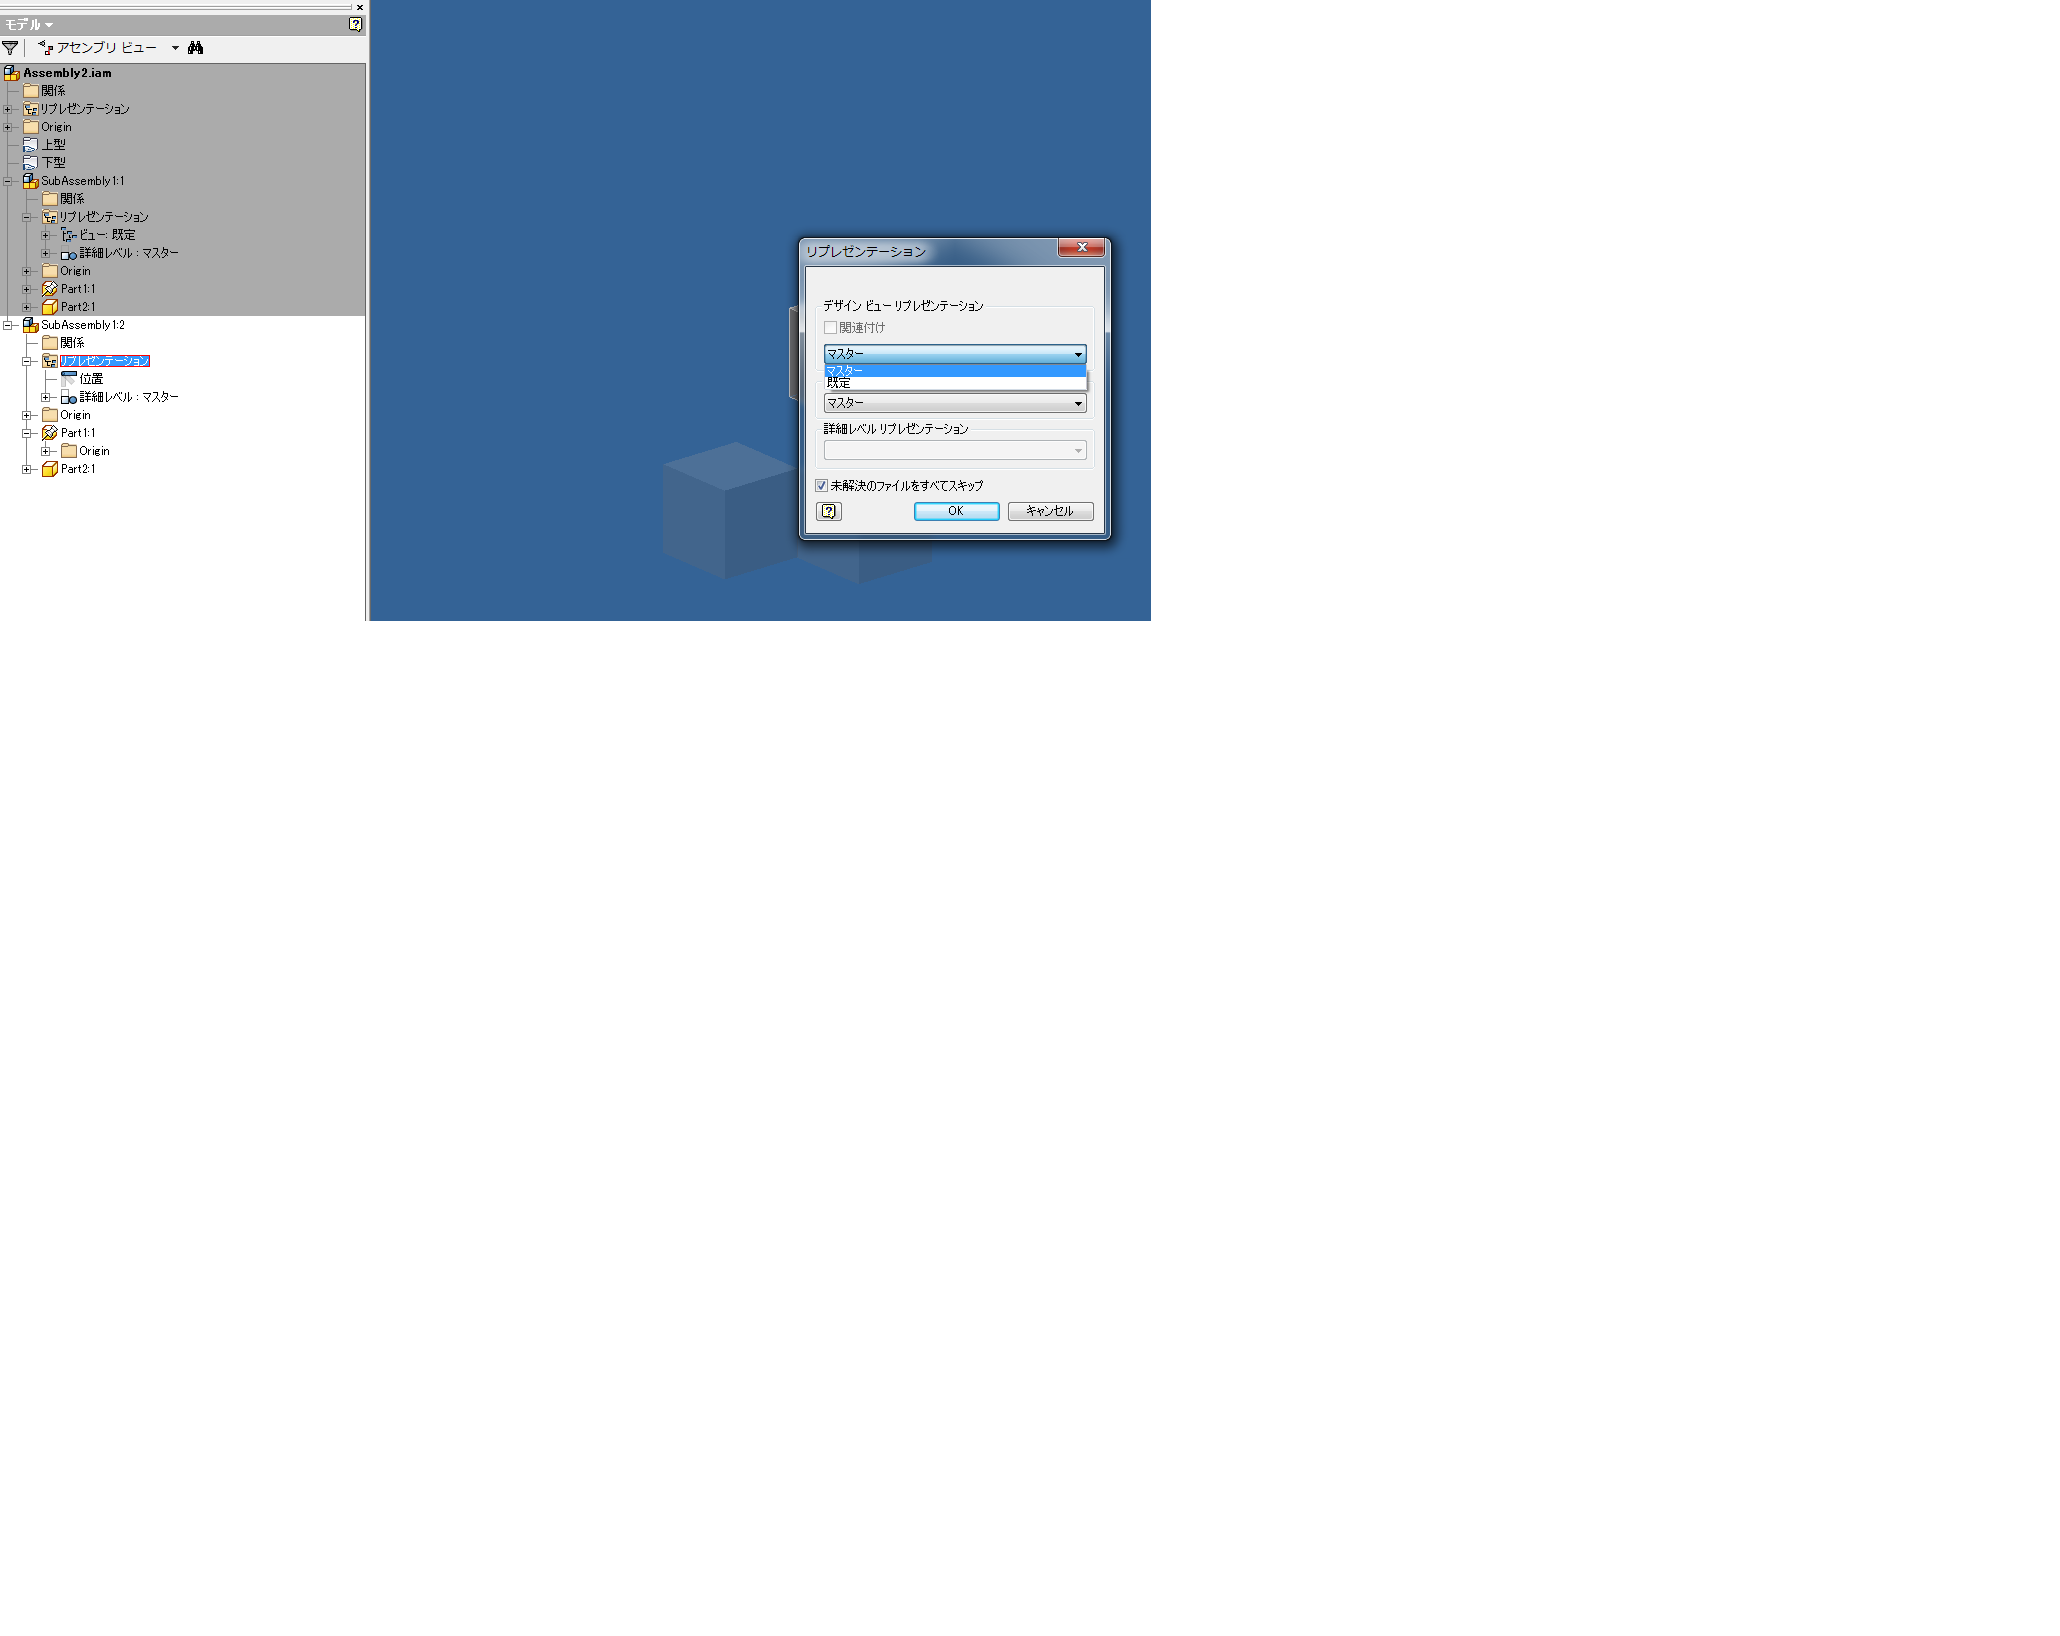 モデル
アセンブリ ビュー
Assembly2.iam
関係
リプレゼンテーション
Origin
上型
下型
SubAssembly1:1
関係
リプレゼンテーション
ビュー: 既定
詳細レベル : マスター
Origin
Part1:1
Part2:1
SubAssembly1:2
関係
リプレゼンテーション
位置
詳細レベル : マスター
Origin
Part1:1
Origin
Part2:1
リプレゼンテーション
デザイン ビュー リプレゼンテーション
関連付け
マスター
マスター
既定
マスター
詳細レベル リプレゼンテーション
未解決のファイルをすべてスキップ
OK
キャンセル